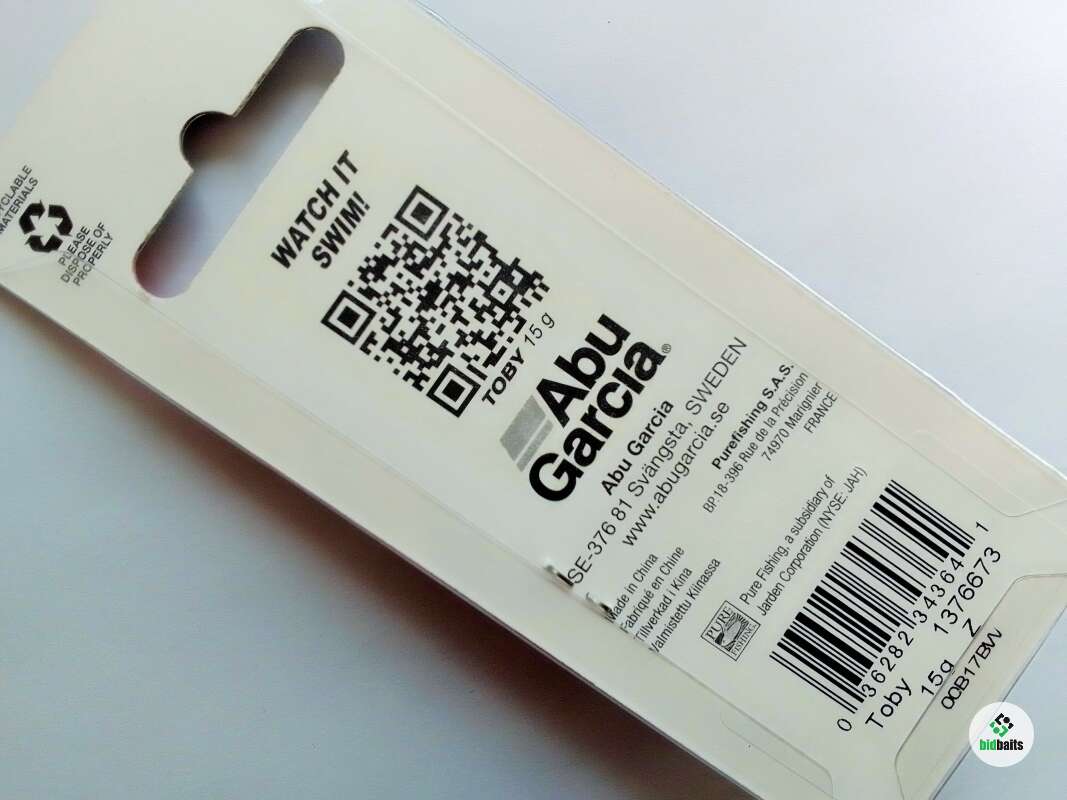 MATERIALS
PLEASE
DISPOSE OF
PROPERLY
WATCH IT
SWIM!
TOBY 15 g
Abu
Garcia®
Abu Garcia
SE-376 81 Svängsta, SWEDEN
www.abugarcia.se
Purefishing S.A.S.
BP.18-396 Rue de la Précision
74970 Marignier
FRANCE
Made in China
Fabriqué en Chine
Tillverkad i Kina
Valmistettu Kiinassa
PURE
FISHING
Pure Fishing, a subsidiary of
Jarden Corporation (NYSE: JAH)
0 36282 34364 1
Toby 15g 1376673
Z
00B17BW
bidbaits